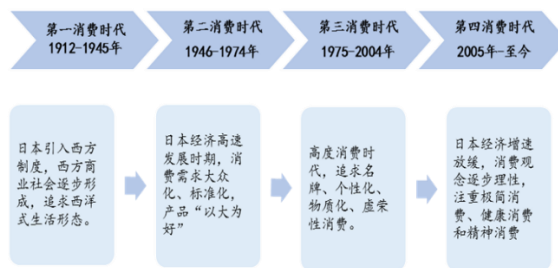 第一消费时代
1912-1945年
第二消费时代
1946-1974年
第三消费时代
1975-2004年
第四消费时代
2005年-至今
日本引入西方
制度，西方商
业社会逐步形
成，追求西洋
式生活形态。
日本经济高速
发展时期，消
费需求大众
化、标准化，
产品“以大为
好”
高度消费时
代，追求名
牌、个性化、
物质化、虚荣
性消费。
日本经济增速
放缓，消费观
念逐步理性，
注重极简消
费、健康消费
和精神消费